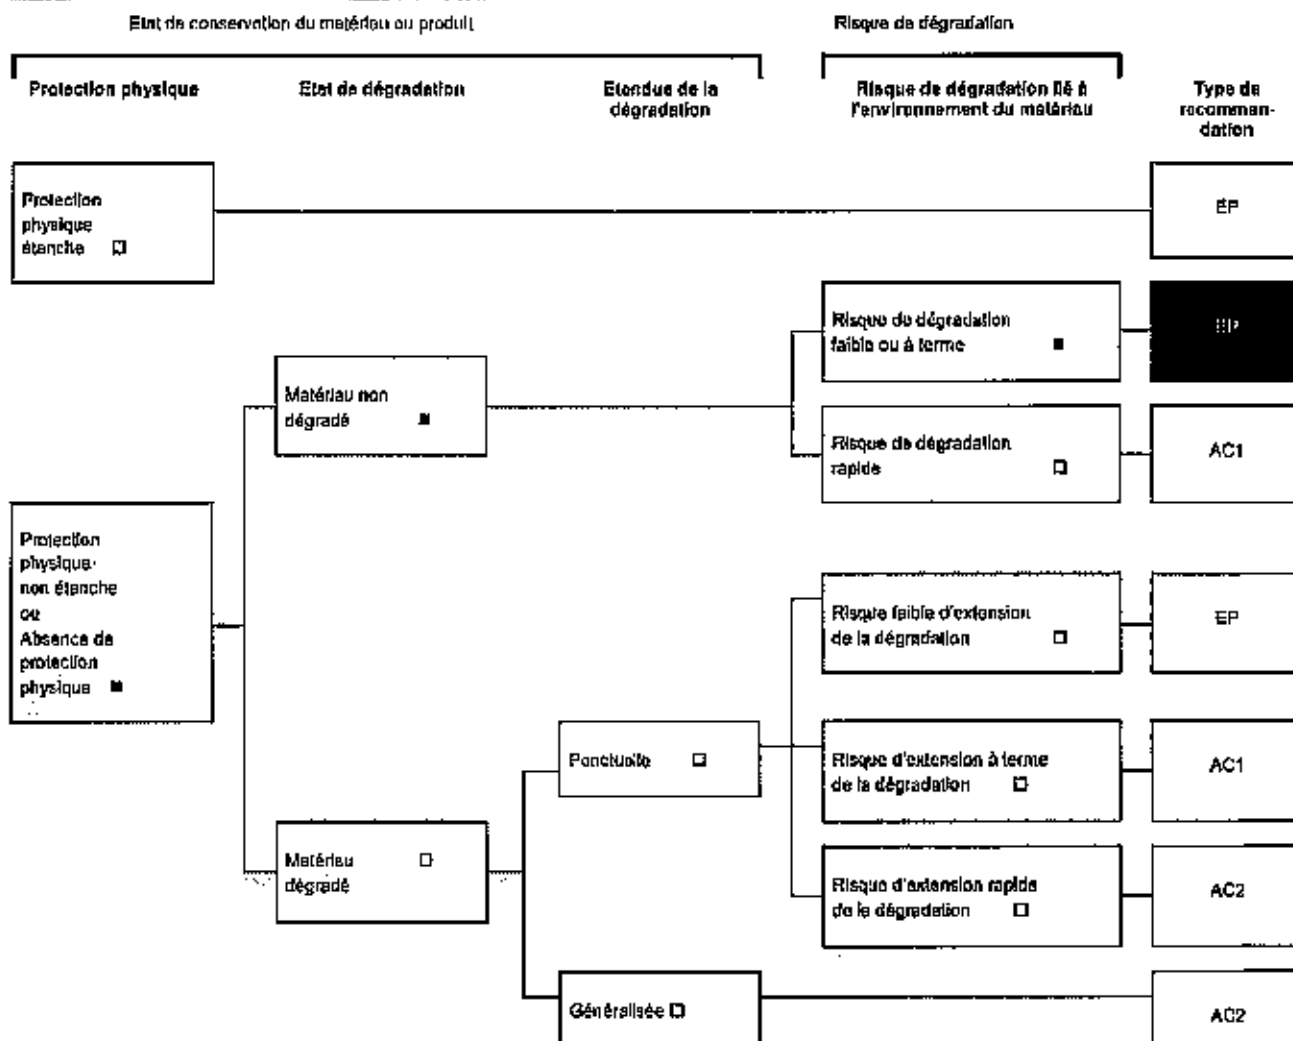 Etat de conservation du matériau ou produit
Risque de dégradation
Protection physique
Etat de dégradation
Etendue de la
dégradation
Risque de dégradation lié à
l'environnement du matériau
Type de
recomman-
dation
Protection
physique
étanche
EP
Risque de dégradation
faible ou à terme
EP
Matériau non
dégradé
Risque de dégradation
rapide
AC1
Protection
physique
non étanche
ou
Absence de
protection
physique
Risque faible d'extension
de la dégradation
EP
Ponctuelle
Risque d'extension à terme
de la dégradation
AC1
Matériau
dégradé
Risque d'extension rapide
de la dégradation
AC2
Généralisée
AC2